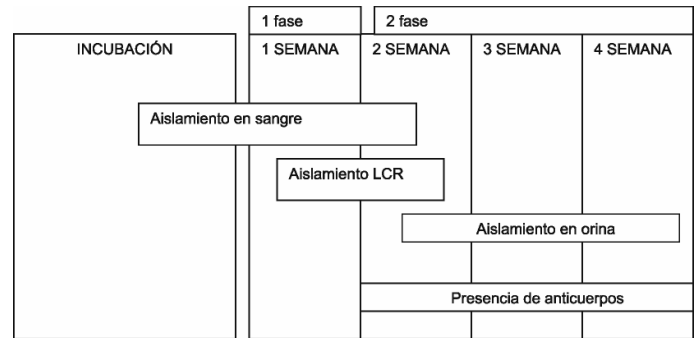 1 fase
2 fase
INCUBACIÓN
1 SEMANA
2 SEMANA
3 SEMANA
4 SEMANA
Aislamiento en sangre
Aislamiento LCR
Aislamiento en orina
Presencia de anticuerpos